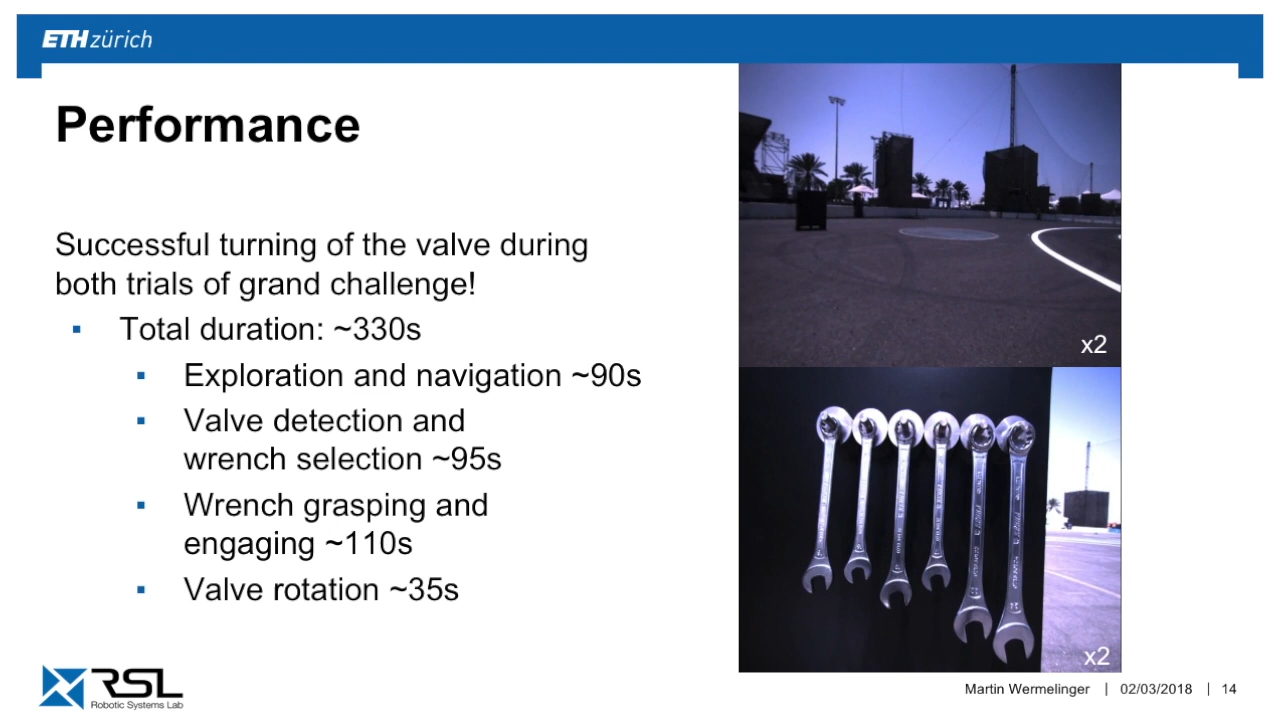 ETH zürich
Performance
Successful turning of the valve during
both trials of grand challenge!
▪ Total duration: ~330s
▪ Exploration and navigation ~90s
▪ Valve detection and
wrench selection ~95s
▪ Wrench grasping and
engaging ~110s
▪ Valve rotation ~35s
x2
x2
RSL
Robotic Systems Lab
Martin Wermelinger | 02/03/2018 | 14